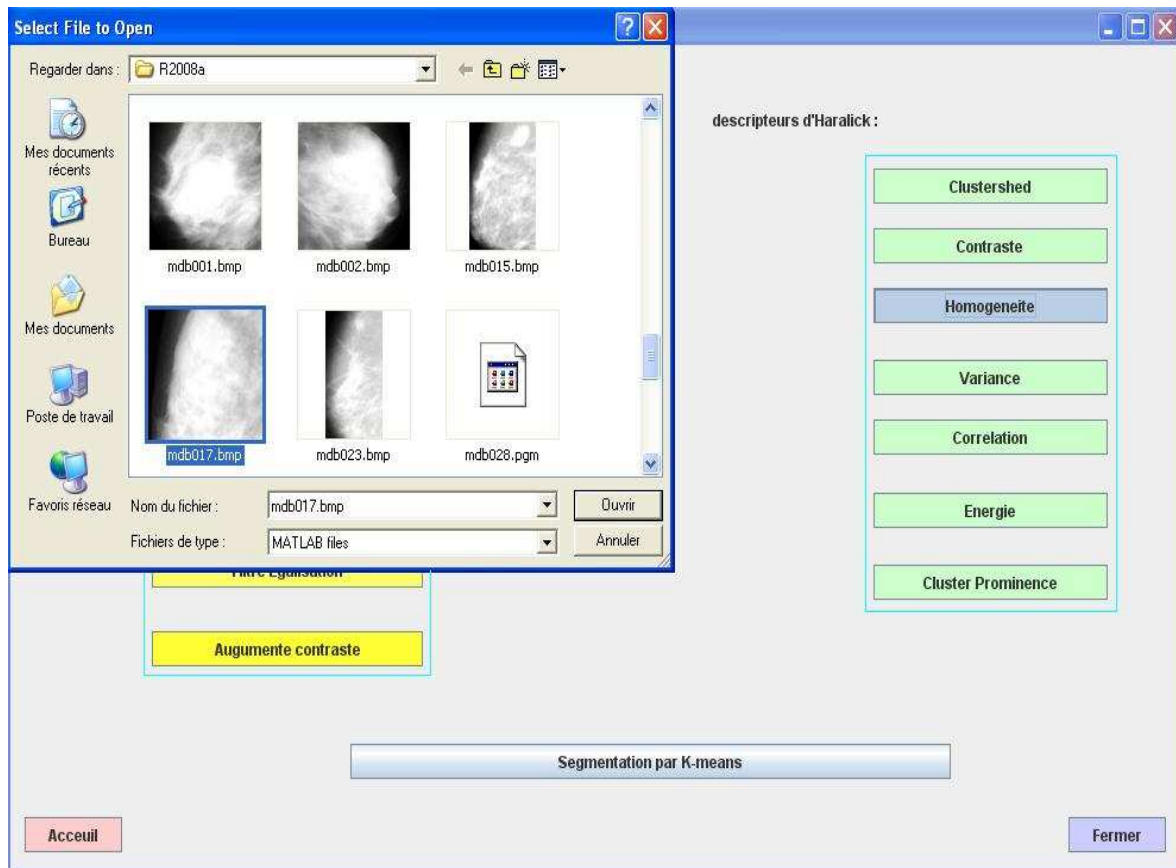 Select File to Open
Regarder dans :
R2008a
Mes documents
récents
Bureau
Mes documents
Poste de travail
Favoris réseau
mdb001.bmp
mdb002.bmp
mdb015.bmp
mdb017.bmp
mdb023.bmp
mdb028.pgm
Nom du fichier :
mdb017.bmp
Ouvrir
Fichiers de type :
MATLAB files
Annuler
descripteurs d'Haralick :
Clustershed
Contraste
Homogeneite
Variance
Correlation
Energie
Cluster Prominence
Filtre Egalisation
Augumente contraste
Segmentation par K-means
Acceuil
Fermer